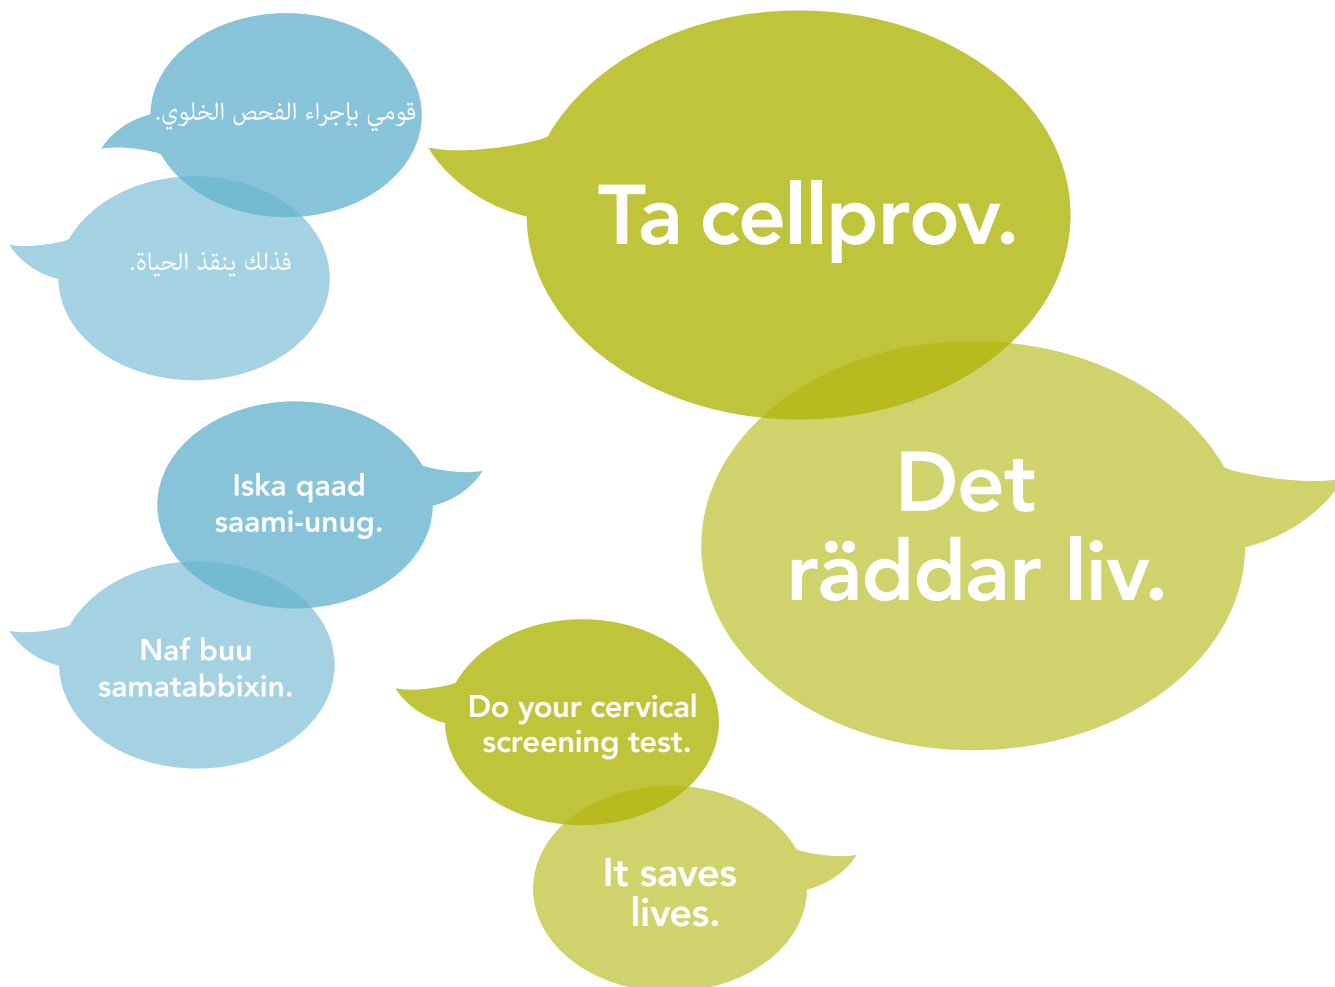 قومي بإجراء الفحص الخلوي.
فذلك ينقذ الحياة.
Ta cellprov.
Det
räddar liv.
Iska qaad
saami-unug.
Naf buu
samatabbixin.
Do your cervical
screening test.
It saves
lives.